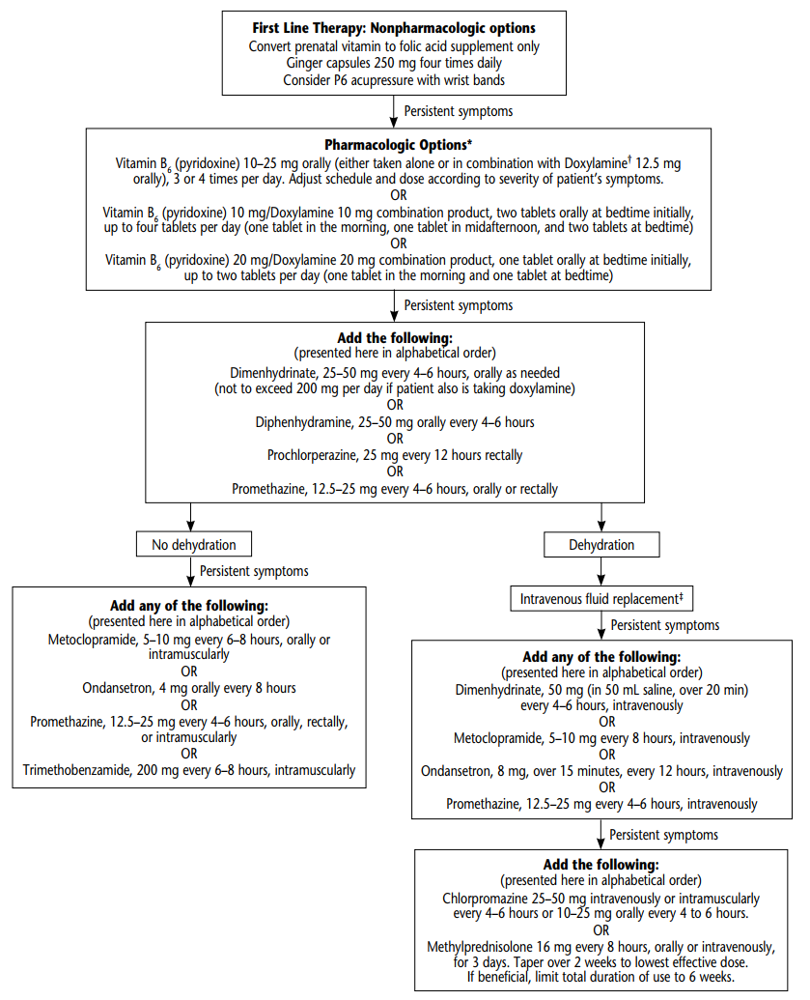 First Line Therapy: Nonpharmacologic options
Convert prenatal vitamin to folic acid supplement only
Ginger capsules 250 mg four times daily
Consider P6 acupressure with wrist bands
Persistent symptoms
Pharmacologic Options*
Vitamin B6 (pyridoxine) 10–25 mg orally (either taken alone or in combination with Doxylamine† 12.5 mg
orally), 3 or 4 times per day. Adjust schedule and dose according to severity of patient’s symptoms.
OR
Vitamin B6 (pyridoxine) 10 mg/Doxylamine 10 mg combination product, two tablets orally at bedtime initially,
up to four tablets per day (one tablet in the morning, one tablet in midafternoon, and two tablets at bedtime)
OR
Vitamin B6 (pyridoxine) 20 mg/Doxylamine 20 mg combination product, one tablet orally at bedtime initially,
up to two tablets per day (one tablet in the morning and one tablet at bedtime)
Persistent symptoms
Add the following:
(presented here in alphabetical order)
Dimenhydrinate, 25–50 mg every 4–6 hours, orally as needed
(not to exceed 200 mg per day if patient also is taking doxylamine)
OR
Diphenhydramine, 25–50 mg orally every 4–6 hours
OR
Prochlorperazine, 25 mg every 12 hours rectally
OR
Promethazine, 12.5–25 mg every 4–6 hours, orally or rectally
No dehydration
Persistent symptoms
Add any of the following:
(presented here in alphabetical order)
Metoclopramide, 5–10 mg every 6–8 hours, orally or
intramuscularly
OR
Ondansetron, 4 mg orally every 8 hours
OR
Promethazine, 12.5–25 mg every 4–6 hours, orally, rectally,
or intramuscularly
OR
Trimethobenzamide, 200 mg every 6–8 hours, intramuscularly
Dehydration
Intravenous fluid replacement‡
Persistent symptoms
Add any of the following:
(presented here in alphabetical order)
Dimenhydrinate, 50 mg (in 50 mL saline, over 20 min)
every 4–6 hours, intravenously
OR
Metoclopramide, 5–10 mg every 8 hours, intravenously
OR
Ondansetron, 8 mg, over 15 minutes, every 12 hours, intravenously
OR
Promethazine, 12.5–25 mg every 4–6 hours, intravenously
Persistent symptoms
Add the following:
(presented here in alphabetical order)
Chlorpromazine 25–50 mg intravenously or intramuscularly
every 4–6 hours or 10–25 mg orally every 4 to 6 hours.
OR
Methylprednisolone 16 mg every 8 hours, orally or intravenously,
for 3 days. Taper over 2 weeks to lowest effective dose.
If beneficial, limit total duration of use to 6 weeks.